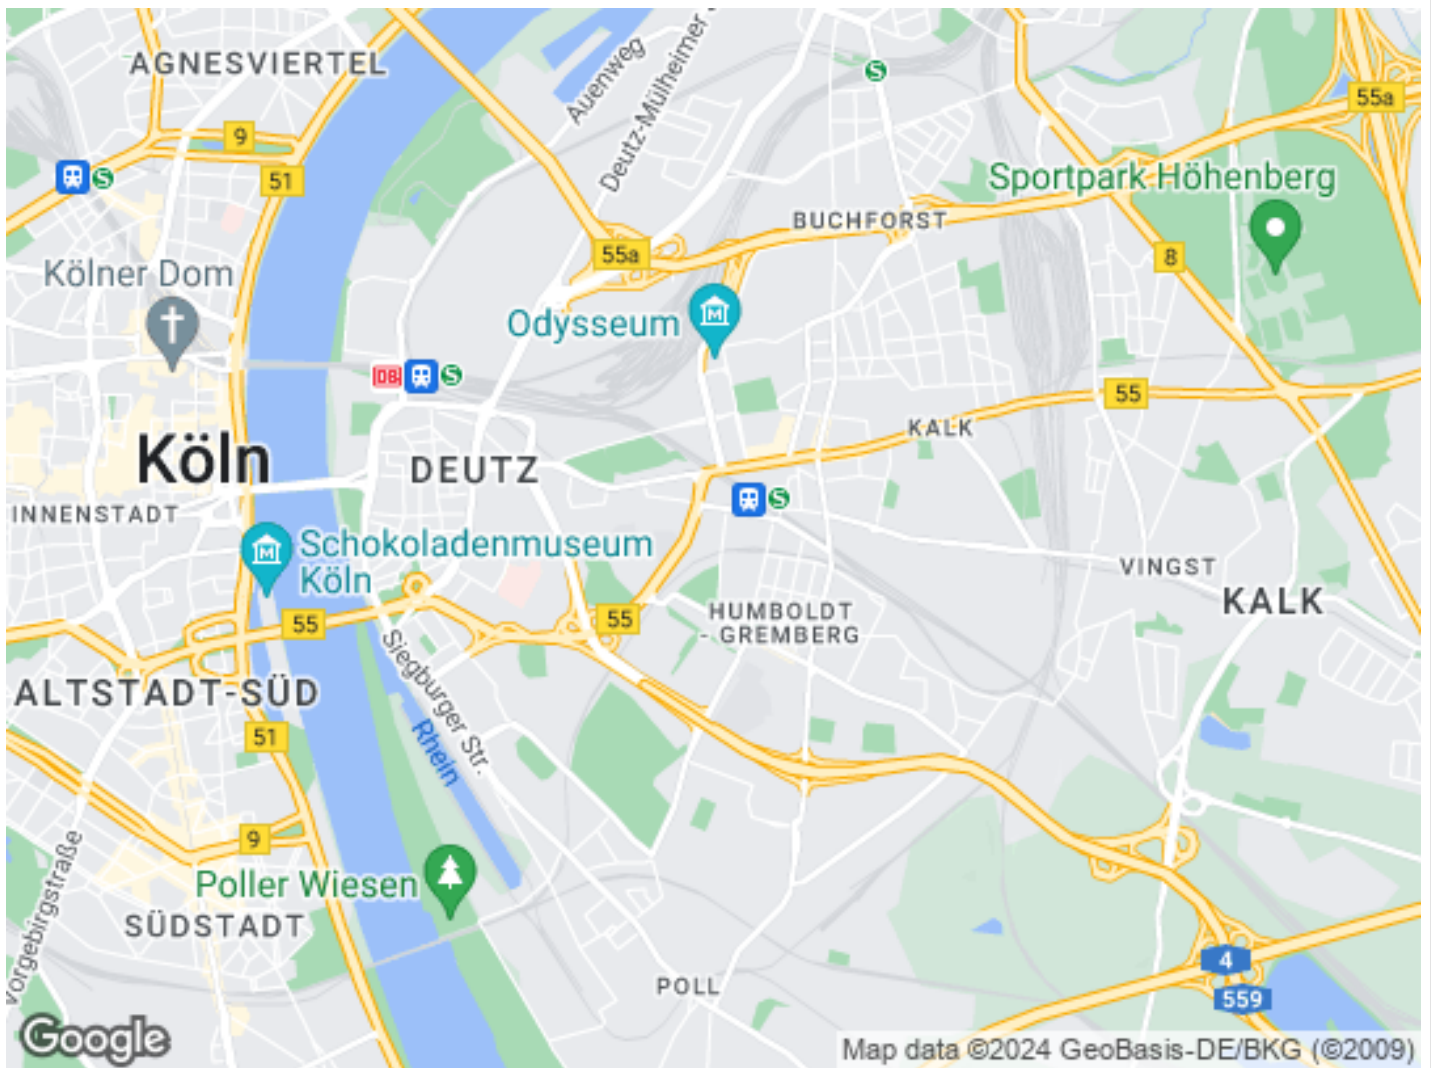 AGNESVIERTEL
Auenweg
Deutz-Mülheimer
S
55a
9
51
S
Sportpark Höhenberg
BUCHFORST
55a
8
Kölner Dom
Odysseum
M
DB
S
55
KALK
Köln
DEUTZ
S
INNENSTADT
M
Schokoladenmuseum
Köln
VINGST
KALK
55
55
HUMBOLDT
- GREMBERG
Siegburger Str.
ALTSTADT-SÜD
51
Rhein
9
Vorgebirgstraße
Poller Wiesen
SÜDSTADT
4
559
POLL
Google
Map data ©2024 GeoBasis-DE/BKG (©2009)